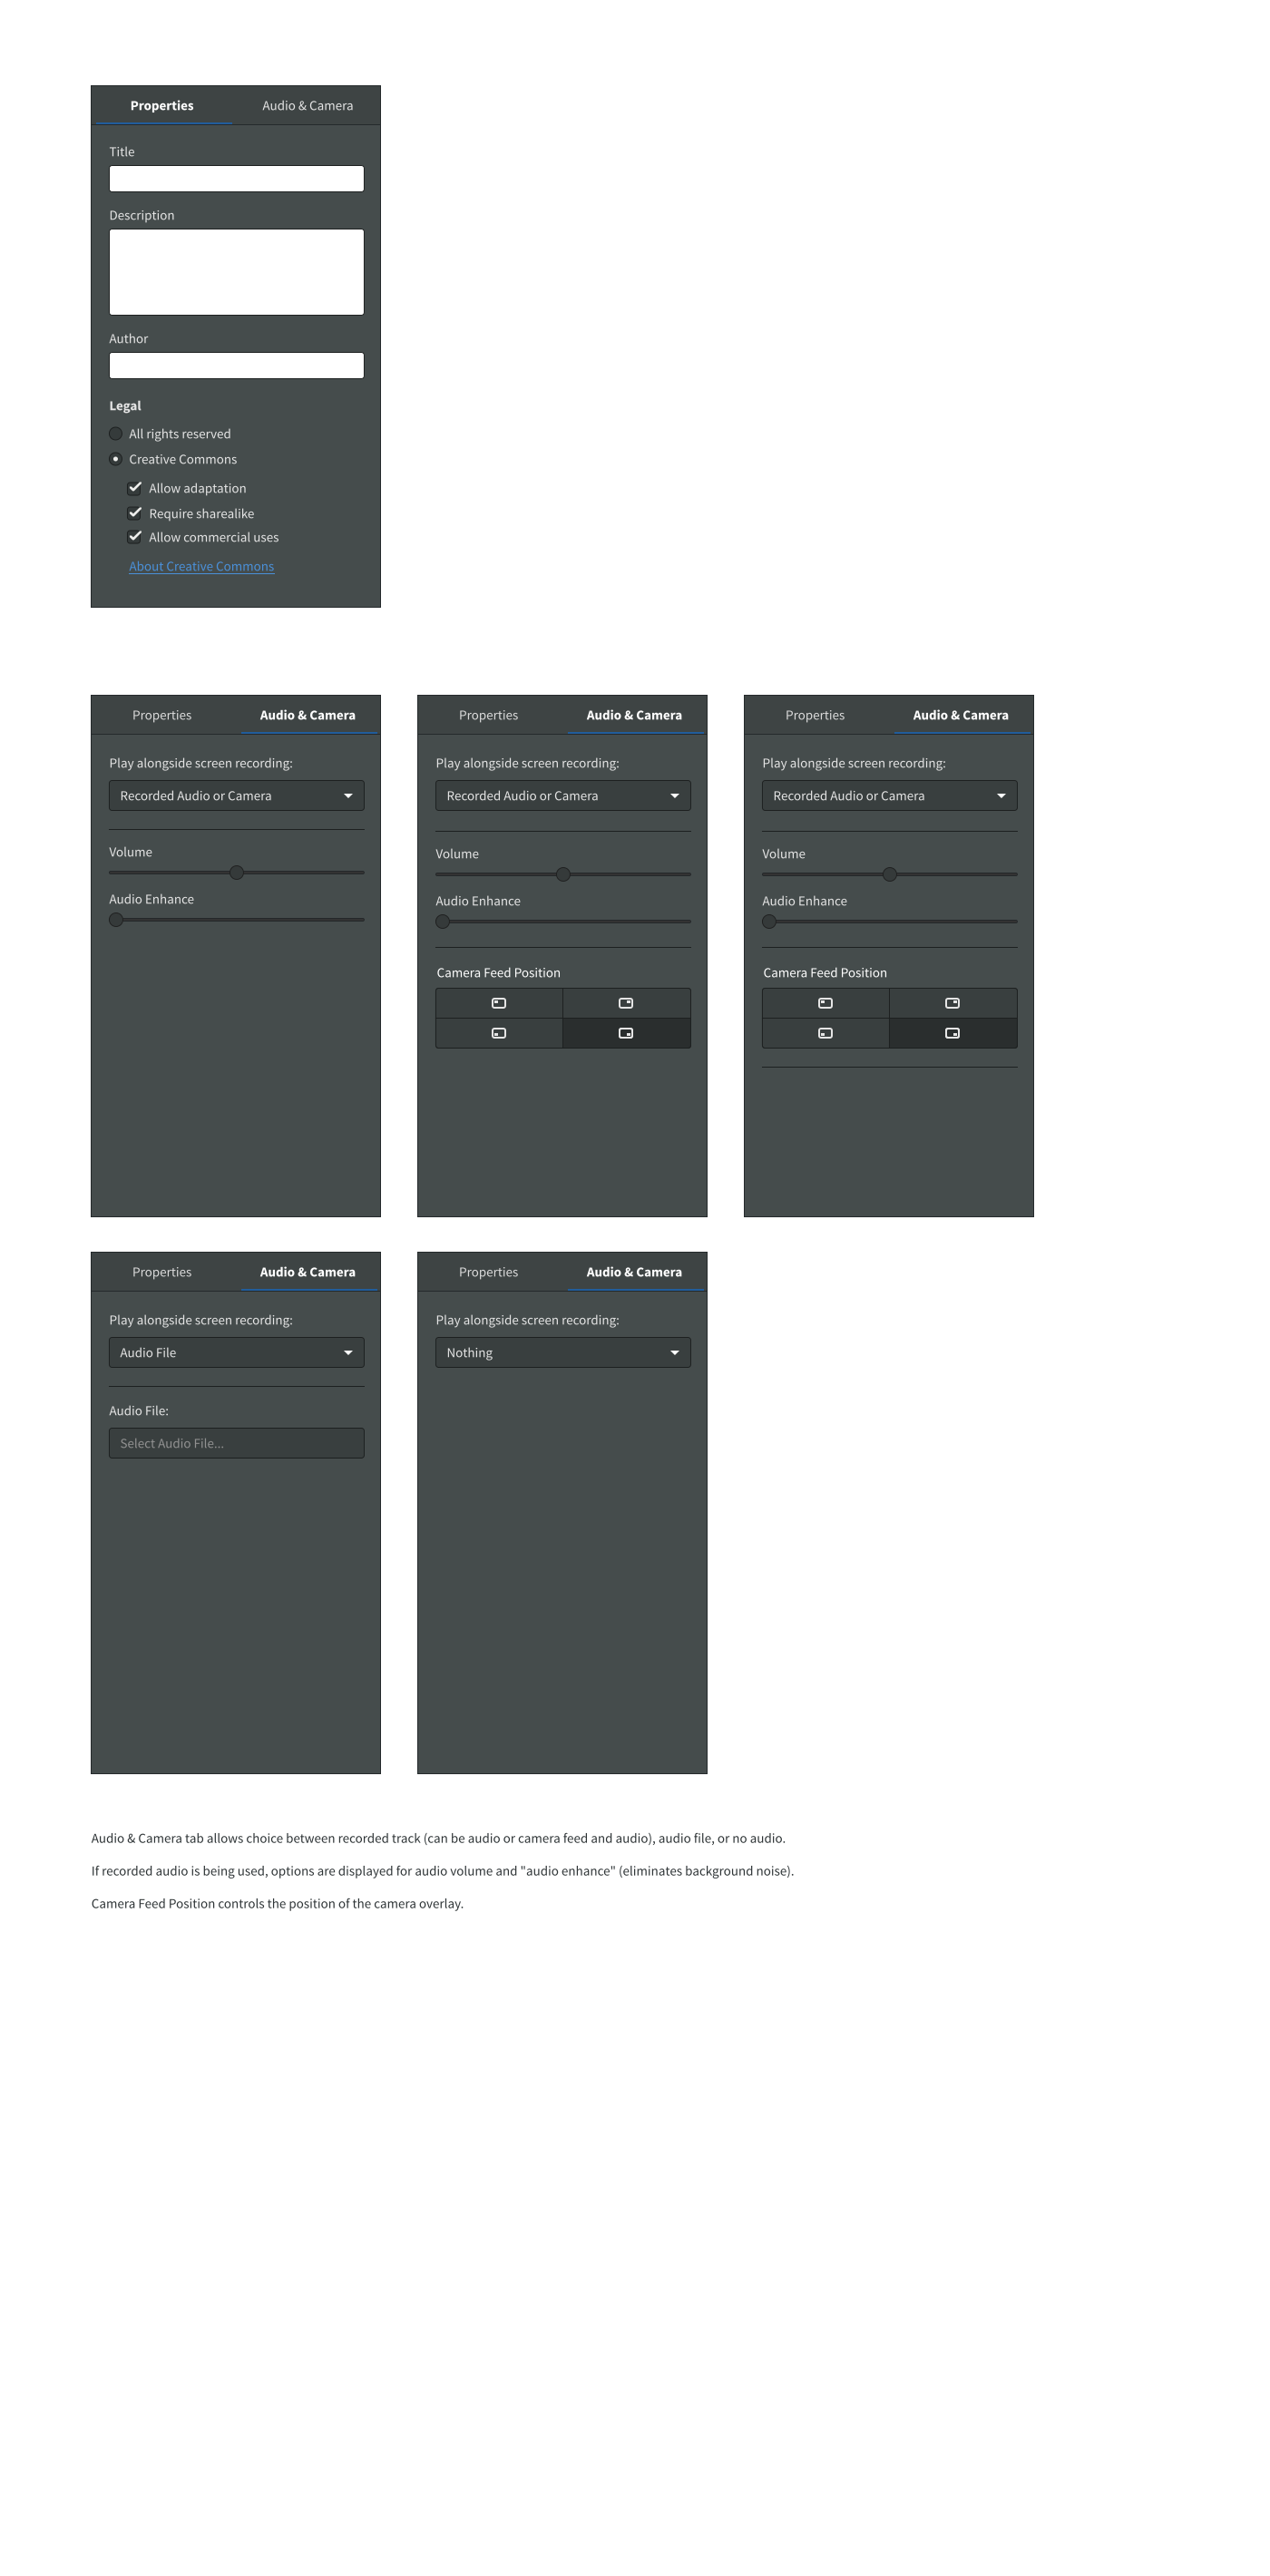 Properties Audio & Camera
Title
Description
Author
Legal
All rights reserved
Creative Commons
Allow adaptation
Require sharealike
Allow commercial uses
About Creative Commons
Properties Audio & Camera
Play alongside screen recording:
Recorded Audio or Camera
Volume
Audio Enhance
Properties Audio & Camera
Play alongside screen recording:
Recorded Audio or Camera
Volume
Audio Enhance
Camera Feed Position
Properties Audio & Camera
Play alongside screen recording:
Recorded Audio or Camera
Volume
Audio Enhance
Camera Feed Position
Properties Audio & Camera
Play alongside screen recording:
Audio File
Audio File:
Select Audio File...
Properties Audio & Camera
Play alongside screen recording:
Nothing
Audio & Camera tab allows choice between recorded track (can be audio or camera feed and audio), audio file, or no audio.
If recorded audio is being used, options are displayed for audio volume and "audio enhance" (eliminates background noise).
Camera Feed Position controls the position of the camera overlay.